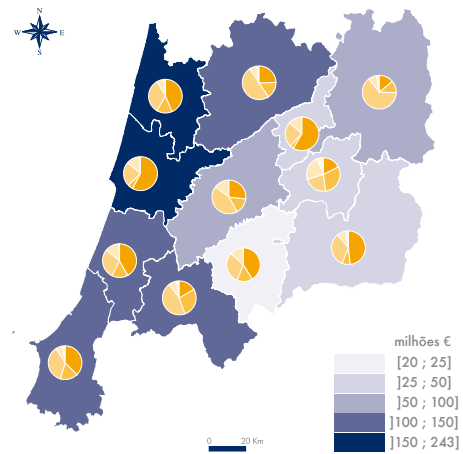 N
W E
S
milhões €
[20 ; 25]
]25 ; 50]
]50 ; 100]
]100 ; 150]
]150 ; 243]
0 20 Km